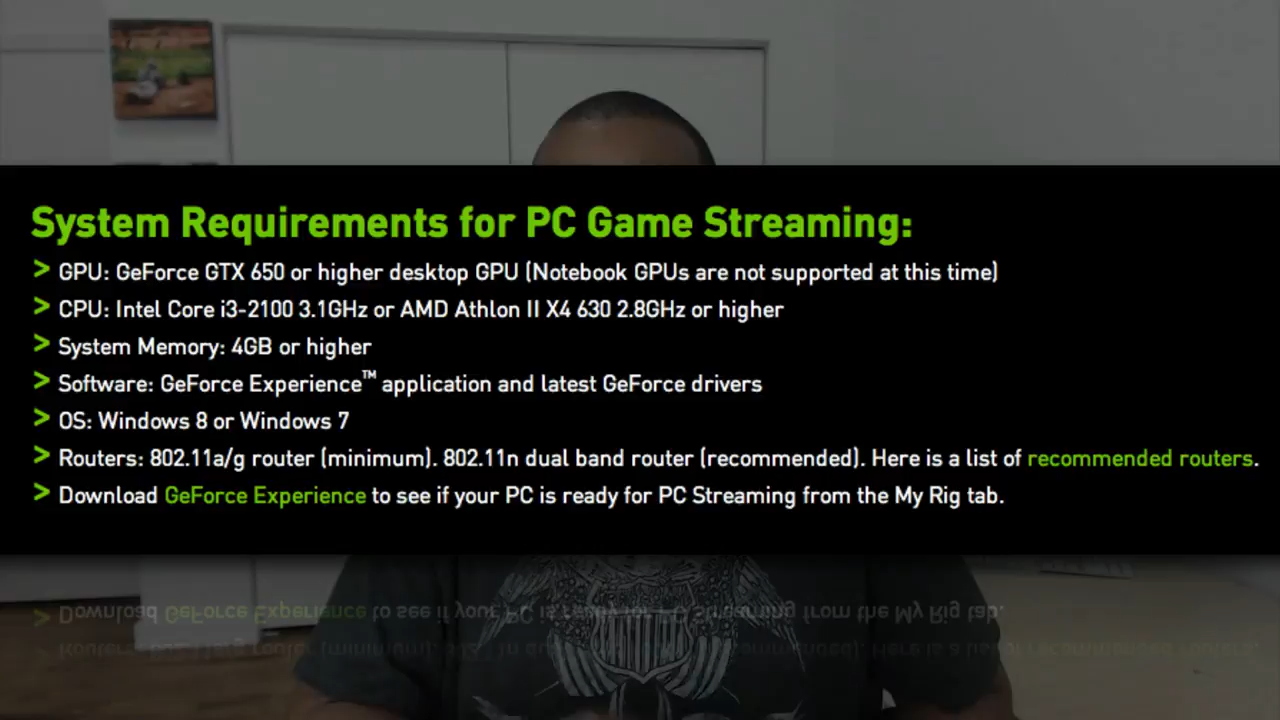 System Requirements for PC Game Streaming:
> GPU: GeForce GTX 650 or higher desktop GPU (Notebook GPUs are not supported at this time)
> CPU: Intel Core i3-2100 3.1GHz or AMD Athlon II X4 630 2.8GHz or higher
> System Memory: 4GB or higher
> Software: GeForce Experience™ application and latest GeForce drivers
> OS: Windows 8 or Windows 7
> Routers: 802.11a/g router (minimum). 802.11n dual band router (recommended). Here is a list of recommended routers.
> Download GeForce Experience to see if your PC is ready for PC Streaming from the My Rig tab.